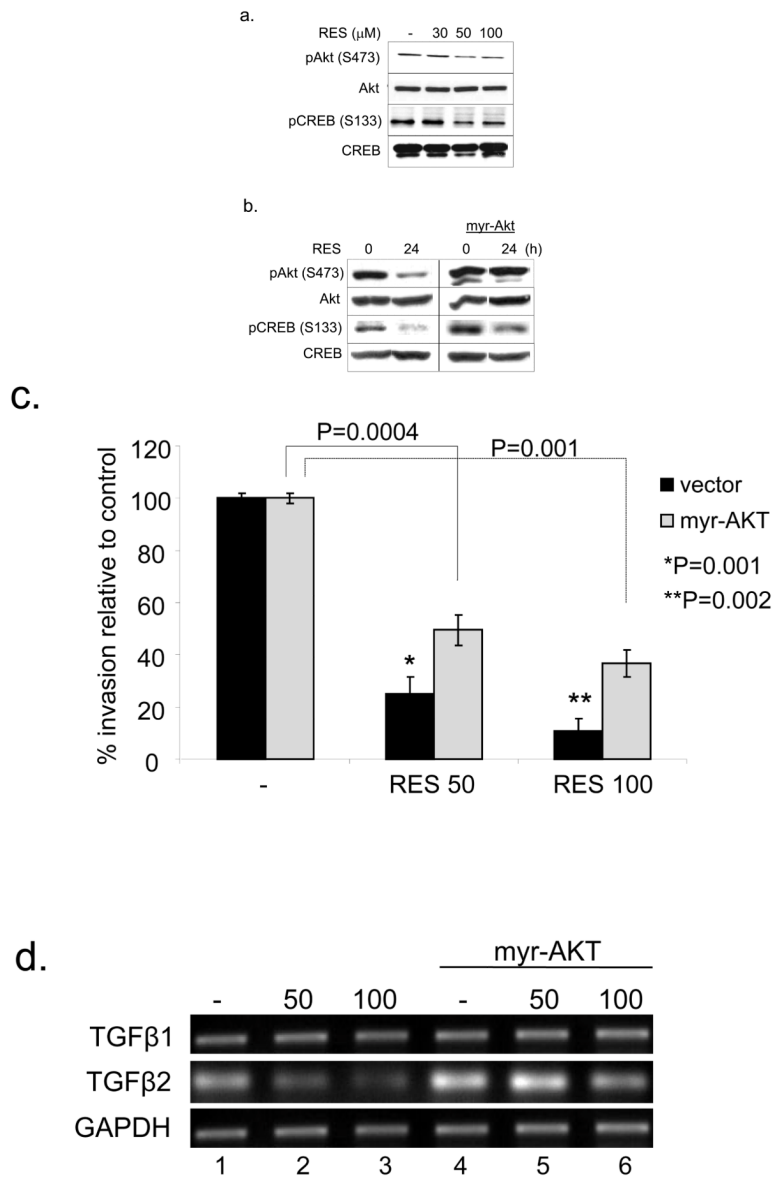 a.
RES (μM) - 30 50 100
pAkt (S473)
Akt
pCREB (S133)
CREB
b.
myr-Akt
RES 0 24 0 24 (h)
pAkt (S473)
Akt
pCREB (S133)
CREB
c.
P=0.0004
P=0.001
% invasion relative to control
120
100
80
60
40
20
0
* **
- RES 50 RES 100
vector
myr-AKT
*P=0.001
**P=0.002
d.
myr-AKT
- 50 100 - 50 100
TGFβ1
TGFβ2
GAPDH
1 2 3 4 5 6